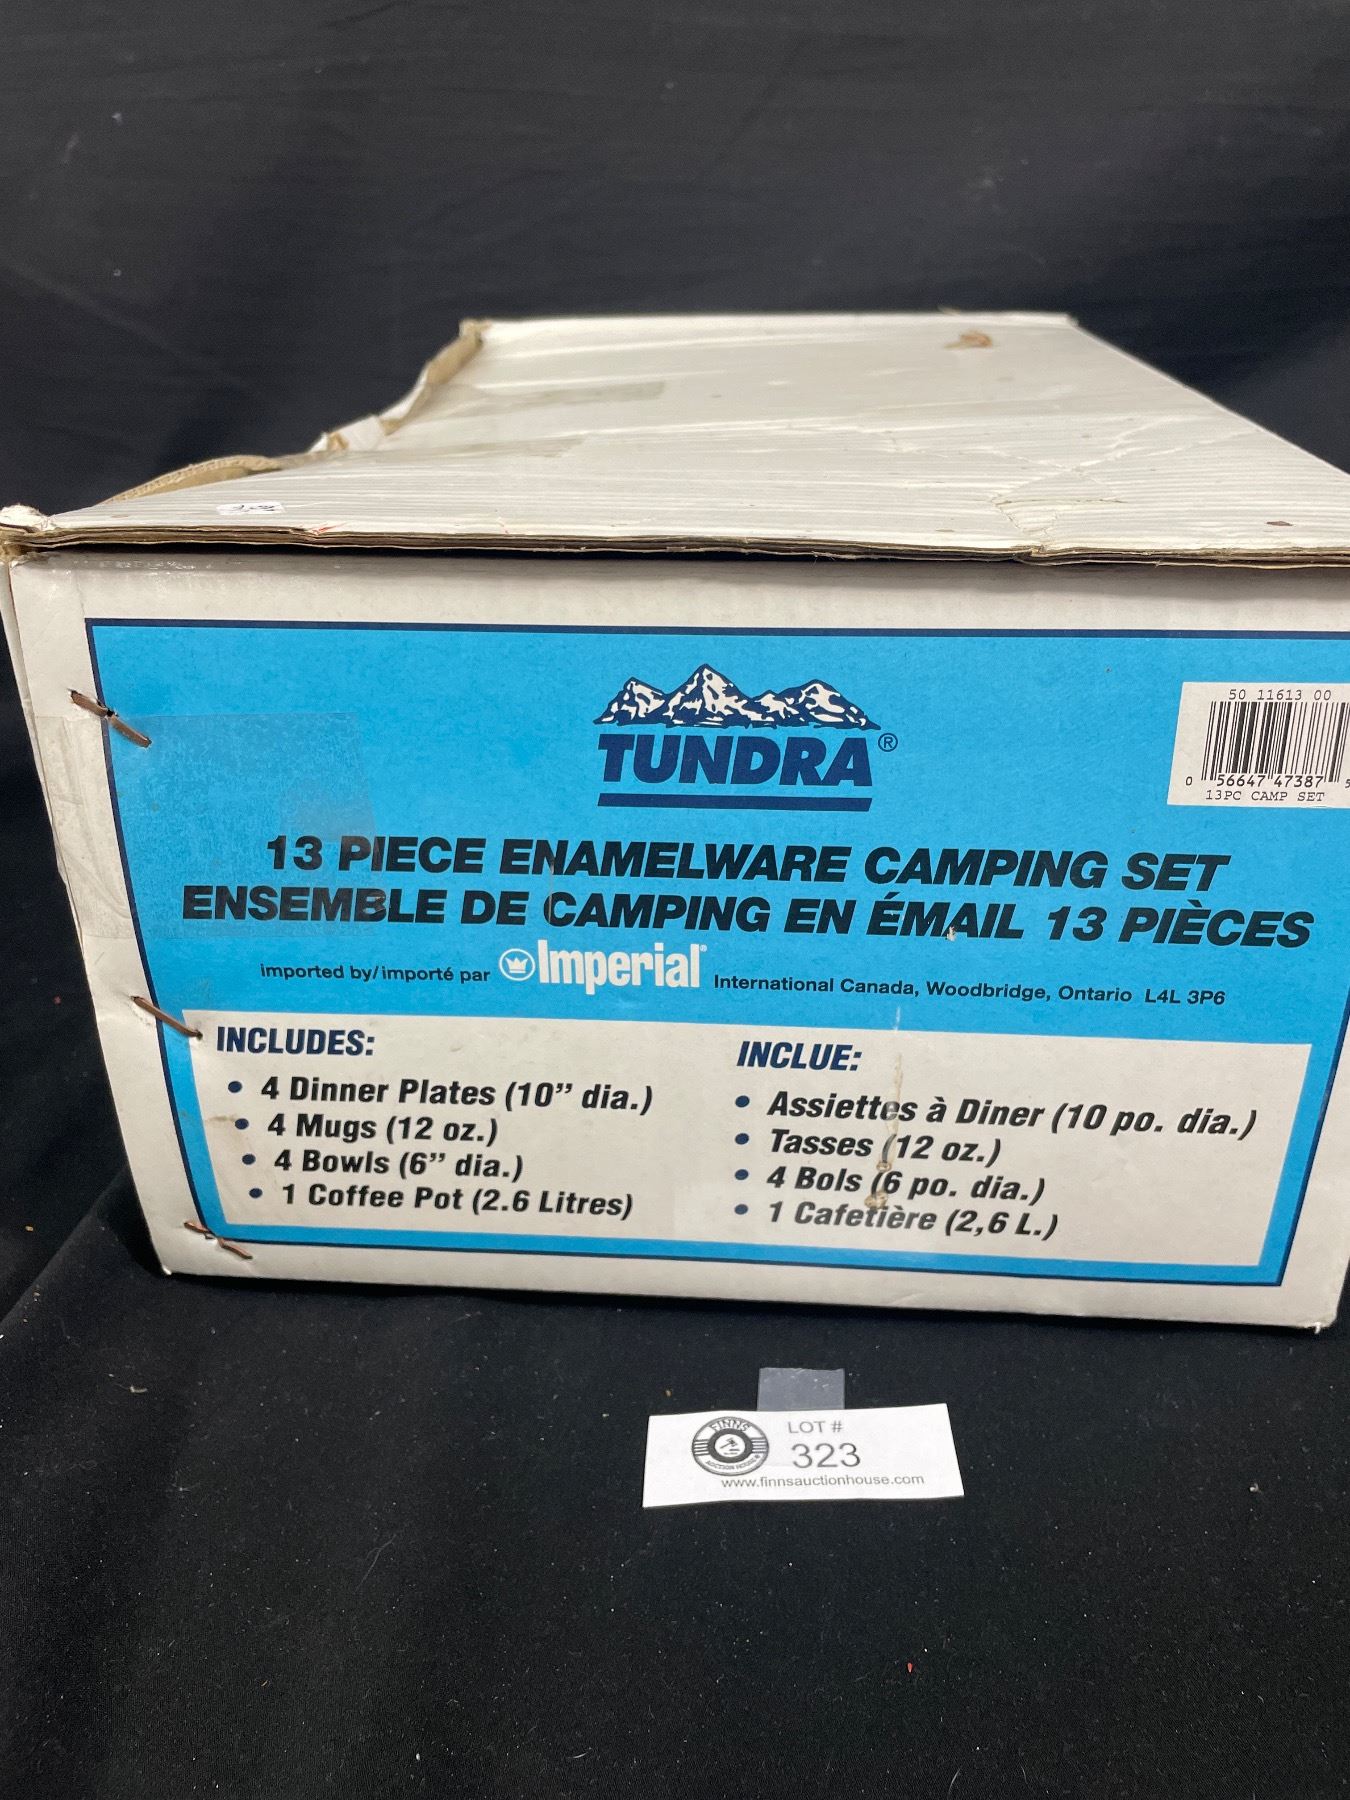 TUNDRA®
50 11613 00
0 56647 47387 5
13PC CAMP SET
13 PIECE ENAMELWARE CAMPING SET
ENSEMBLE DE CAMPING EN ÉMAIL 13 PIÈCES
imported by/importé par Imperial® International Canada, Woodbridge, Ontario L4L 3P6
INCLUDES:
• 4 Dinner Plates (10” dia.)
• 4 Mugs (12 oz.)
• 4 Bowls (6” dia.)
• 1 Coffee Pot (2.6 Litres)
INCLUE:
• Assiettes à Diner (10 po. dia.)
• Tasses (12 oz.)
• 4 Bols (6 po. dia.)
• 1 Cafetière (2,6 L.)
FINNS
AUCTION HOUSE
LOT #
323
www.finnsauctionhouse.com